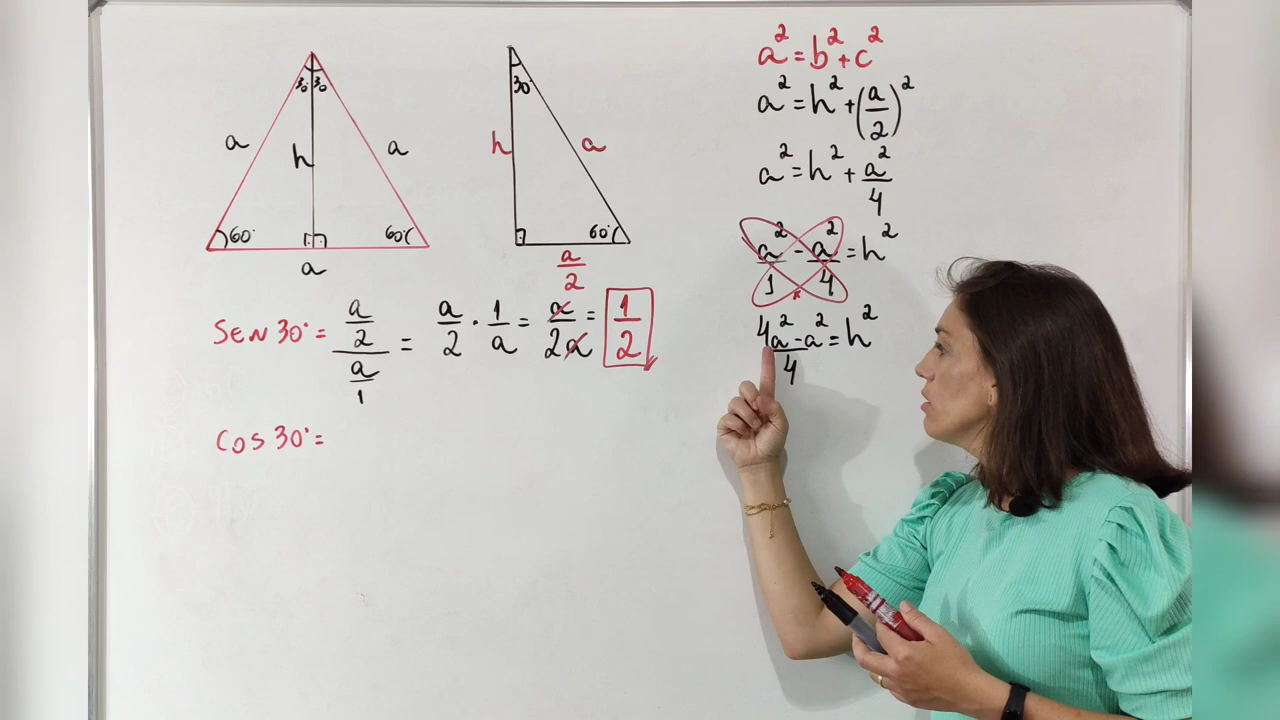 30° 30
a h a
60° 60°
a
30°
h a
60°
a/2
SEN 30° = (a/2)/(a/1) = a/2 · 1/a = a/2a = 1/2
COS 30° =
a² = b² + c²
a² = h² + (a/2)²
a² = h² + a²/4
a²/1 - a²/4 = h²
(4a² - a²)/4 = h²